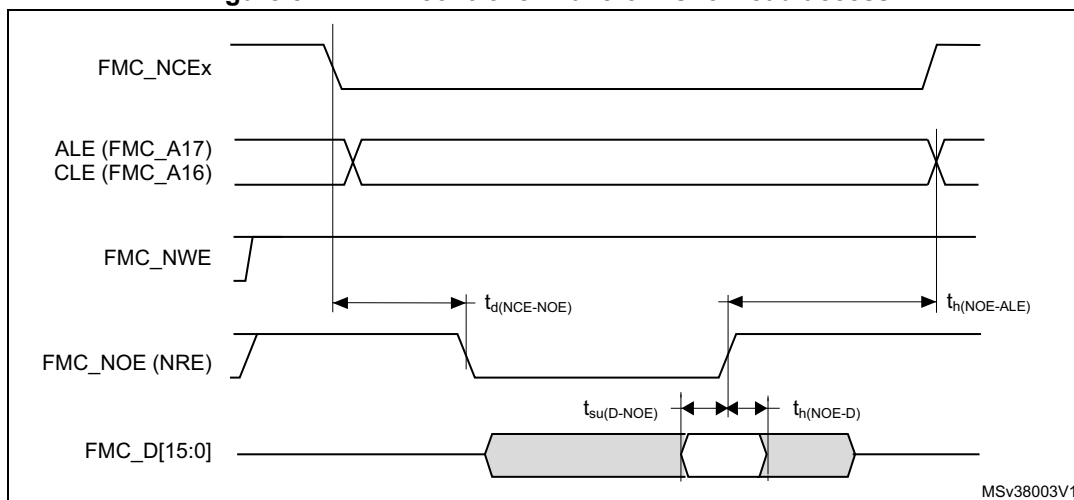 FMC_NCEx
ALE (FMC_A17)
CLE (FMC_A16)
FMC_NWE
td(NCE-NOE)
th(NOE-ALE)
FMC_NOE (NRE)
tsu(D-NOE)
th(NOE-D)
FMC_D[15:0]
MSv38003V1